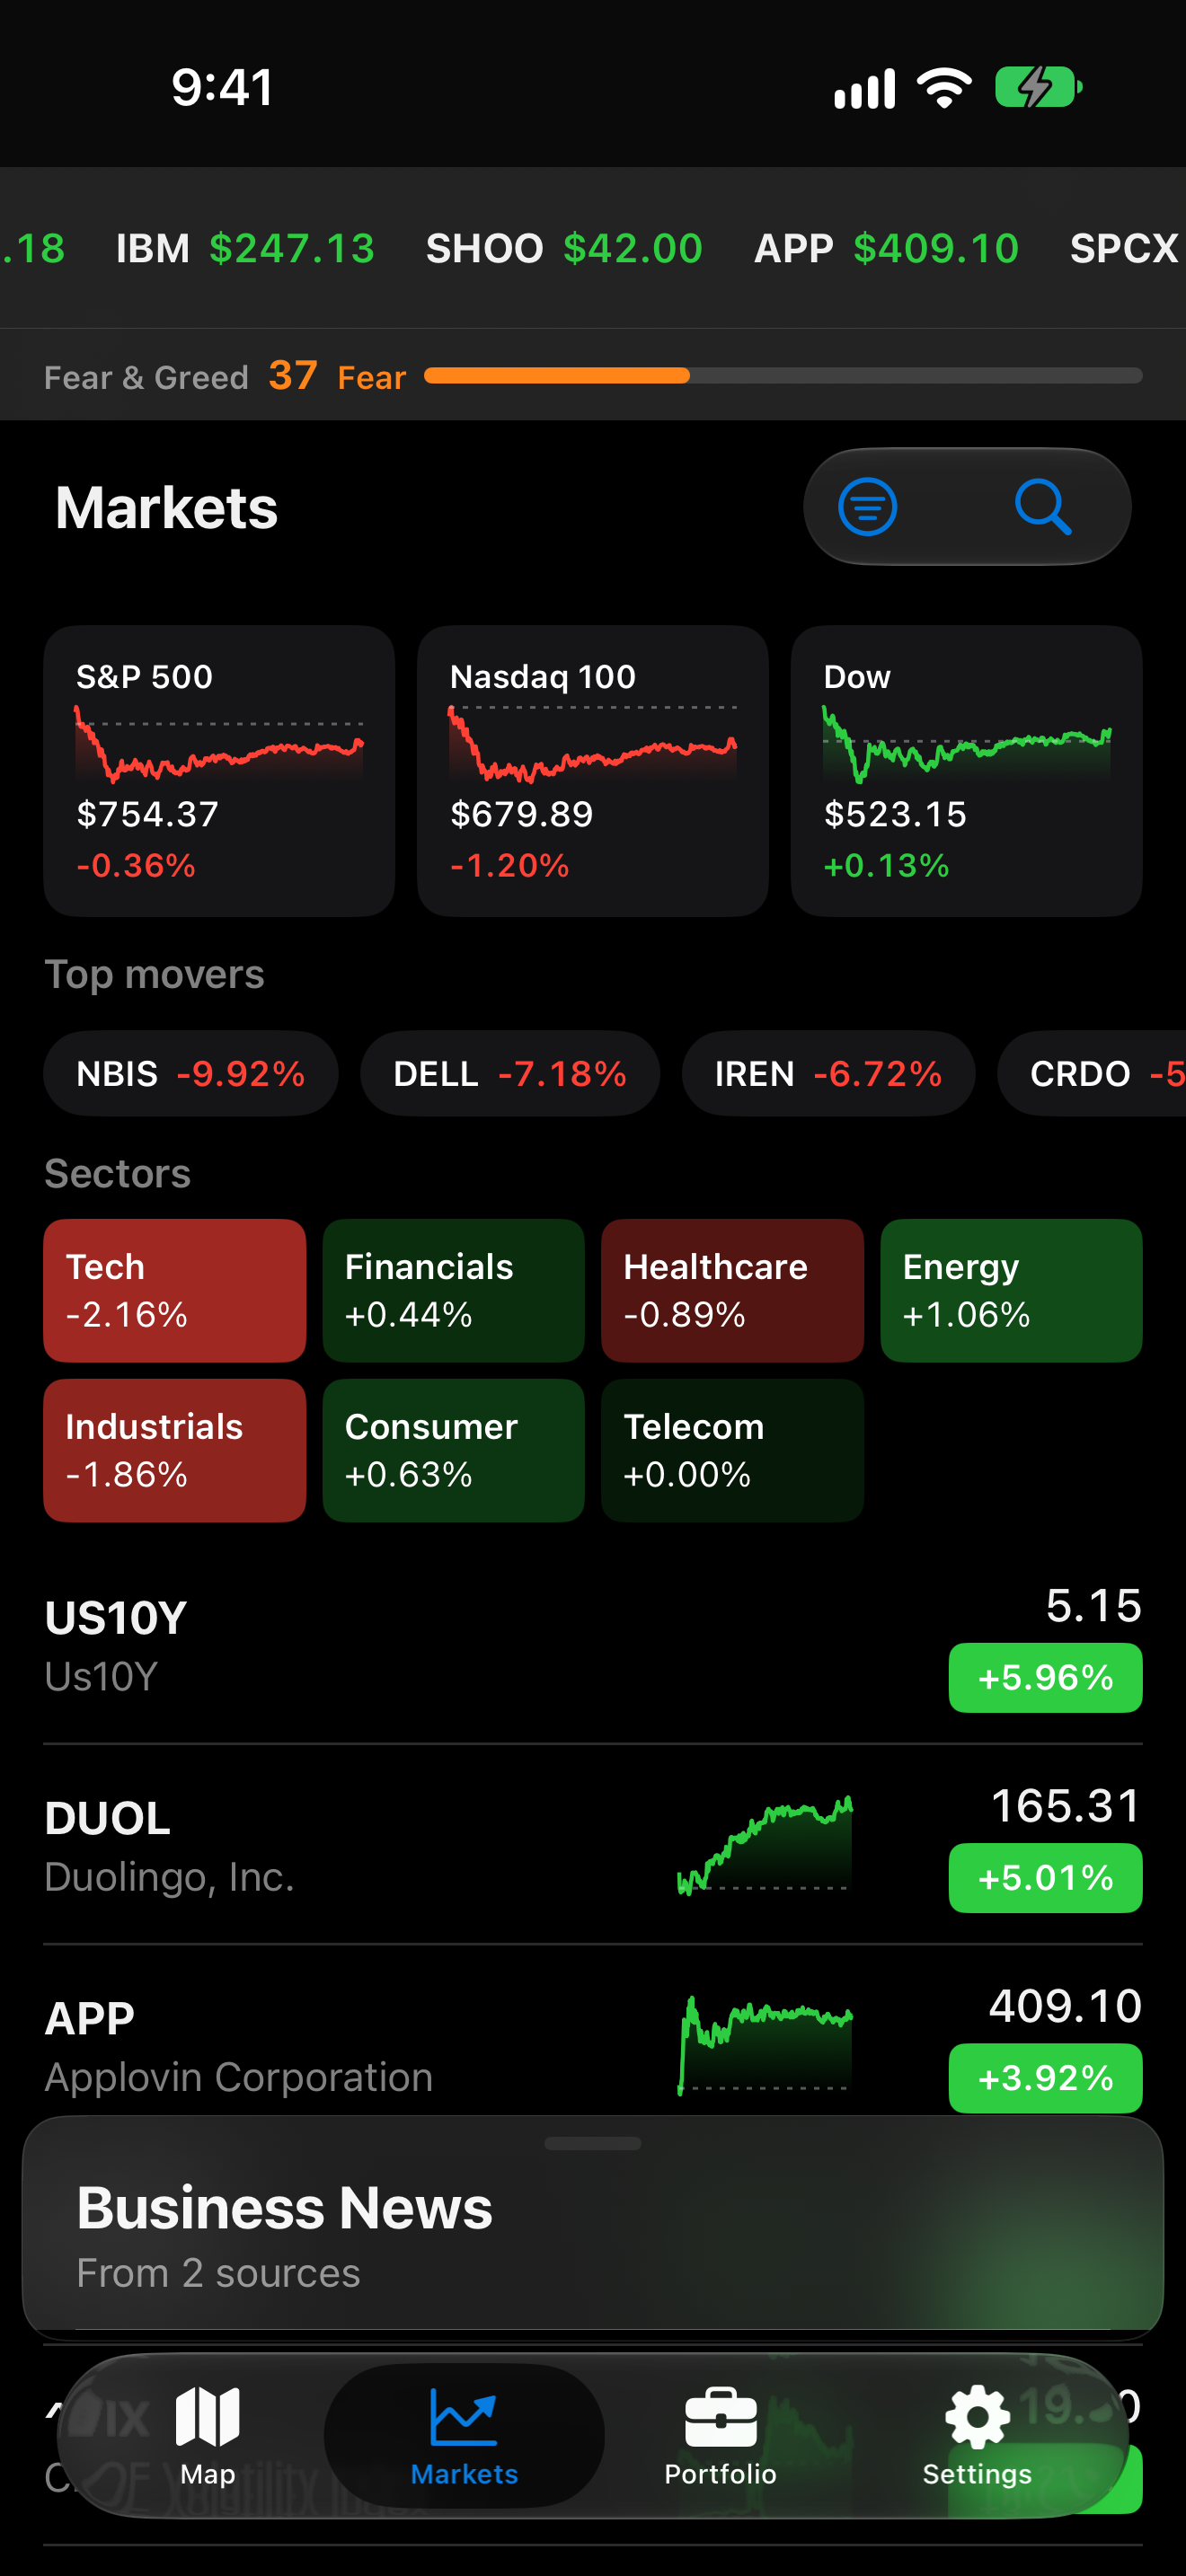 9:41
.18 IBM $247.13 SHOO $42.00 APP $409.10 SPCX
Fear & Greed 37 Fear
Markets
S&P 500
$754.37
-0.36%
Nasdaq 100
$679.89
-1.20%
Dow
$523.15
+0.13%
Top movers
NBIS -9.92% DELL -7.18% IREN -6.72% CRDO -5
Sectors
Tech
-2.16%
Financials
+0.44%
Healthcare
-0.89%
Energy
+1.06%
Industrials
-1.86%
Consumer
+0.63%
Telecom
+0.00%
US10Y
Us10Y
5.15
+5.96%
DUOL
Duolingo, Inc.
165.31
+5.01%
APP
Applovin Corporation
409.10
+3.92%
Business News
From 2 sources
Map
Markets
Portfolio
Settings